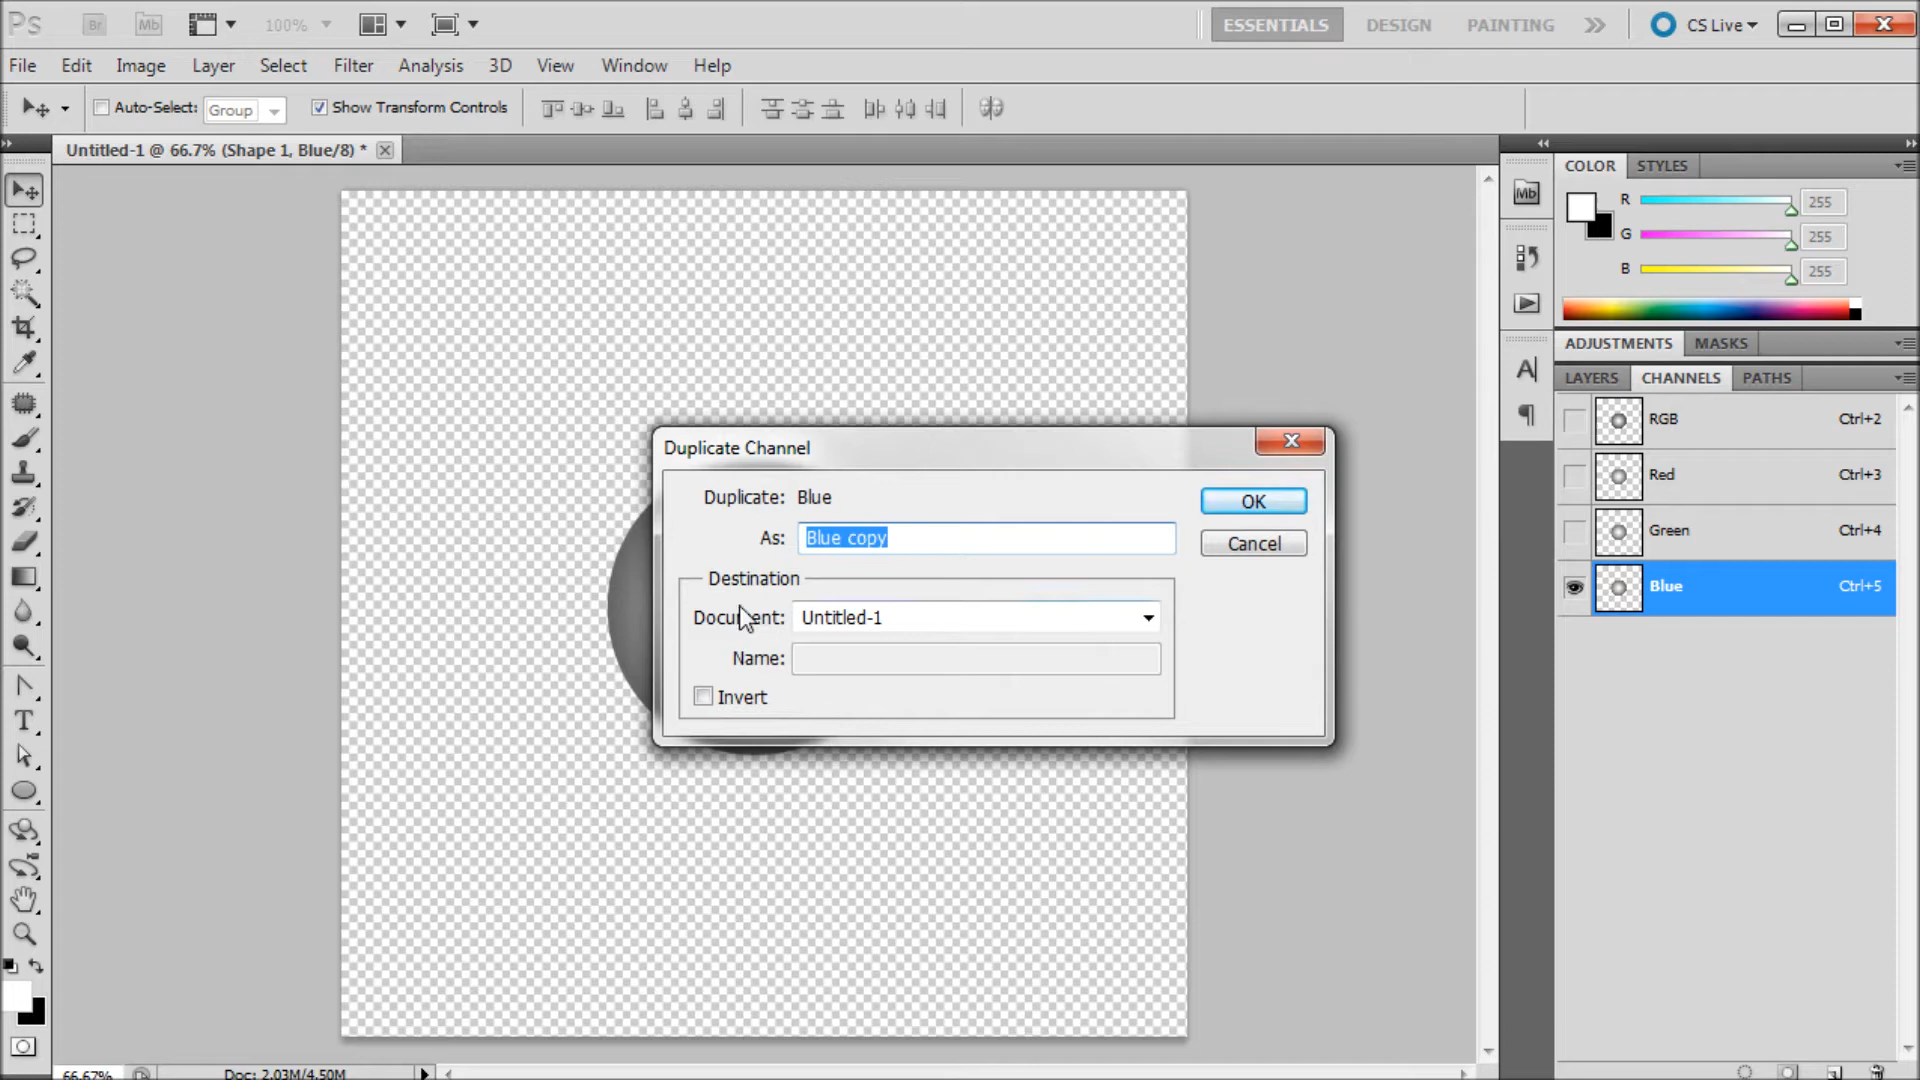 Ps Br Mb 100% ESSENTIALS DESIGN PAINTING CS Live
File Edit Image Layer Select Filter Analysis 3D View Window Help
Auto-Select: Group Show Transform Controls
Untitled-1 @ 66.7% (Shape 1, Blue/8) *
COLOR STYLES
Mb
R 255
G 255
B 255
ADJUSTMENTS MASKS
LAYERS CHANNELS PATHS
RGB Ctrl+2
Red Ctrl+3
Green Ctrl+4
Blue Ctrl+5
Duplicate Channel
Duplicate: Blue
As: Blue copy
OK
Cancel
Destination
Document: Untitled-1
Name:
Invert
66.67% Doc: 2.03M/4.50M